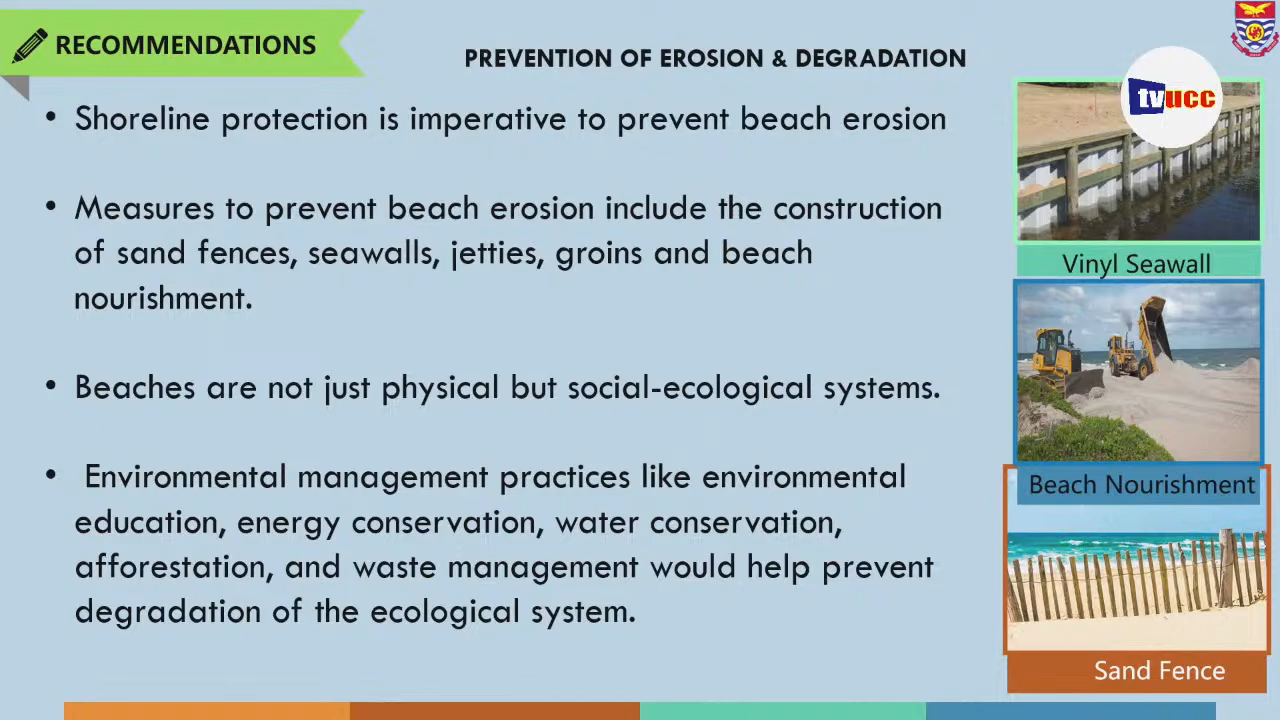 RECOMMENDATIONS
PREVENTION OF EROSION & DEGRADATION
tvucc
• Shoreline protection is imperative to prevent beach erosion
• Measures to prevent beach erosion include the construction
of sand fences, seawalls, jetties, groins and beach
nourishment.
• Beaches are not just physical but social-ecological systems.
• Environmental management practices like environmental
education, energy conservation, water conservation,
afforestation, and waste management would help prevent
degradation of the ecological system.
Vinyl Seawall
Beach Nourishment
Sand Fence